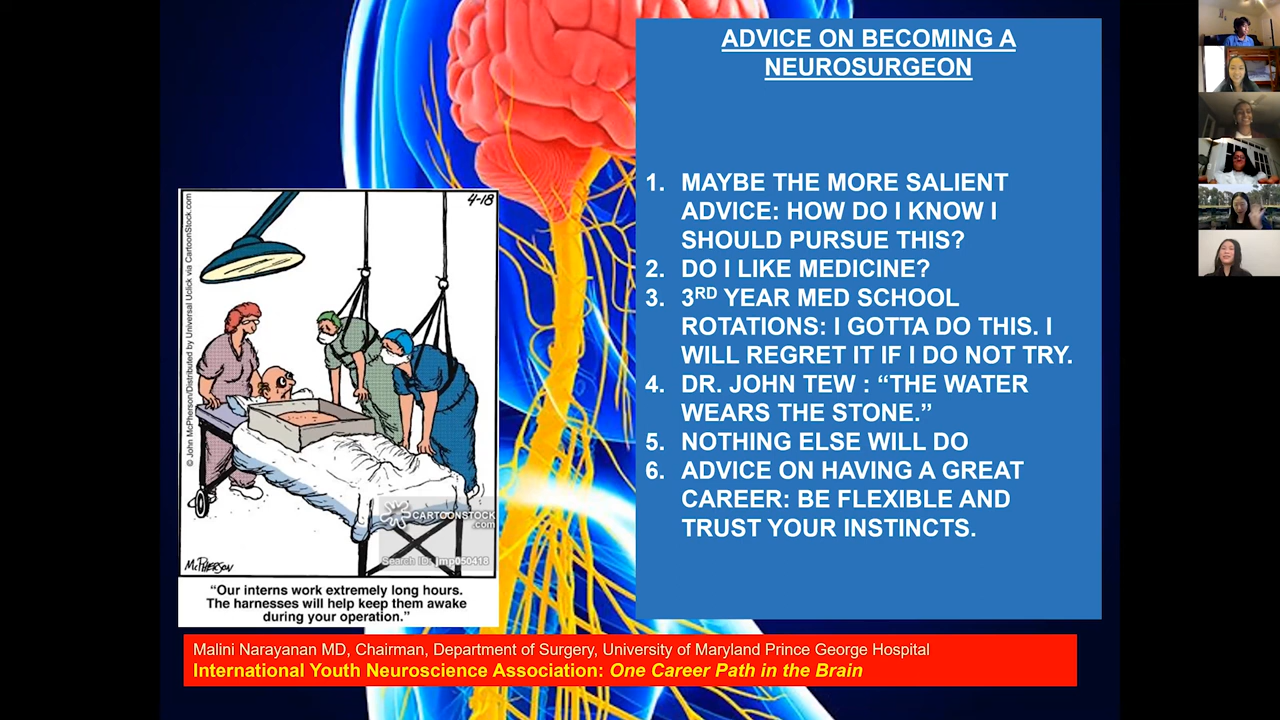 ADVICE ON BECOMING A
NEUROSURGEON
1. MAYBE THE MORE SALIENT
ADVICE: HOW DO I KNOW I
SHOULD PURSUE THIS?
2. DO I LIKE MEDICINE?
3. 3RD YEAR MED SCHOOL
ROTATIONS: I GOTTA DO THIS. I
WILL REGRET IT IF I DO NOT TRY.
4. DR. JOHN TEW : “THE WATER
WEARS THE STONE.”
5. NOTHING ELSE WILL DO
6. ADVICE ON HAVING A GREAT
CAREER: BE FLEXIBLE AND
TRUST YOUR INSTINCTS.
4-18
© John McPherson/Distributed by Universal Uclick via CartoonStock.com
CARTOONSTOCK
.com
Search ID: jmp050418
McPHERSON
“Our interns work extremely long hours.
The harnesses will help keep them awake
during your operation.”
Malini Narayanan MD, Chairman, Department of Surgery, University of Maryland Prince George Hospital
International Youth Neuroscience Association: One Career Path in the Brain